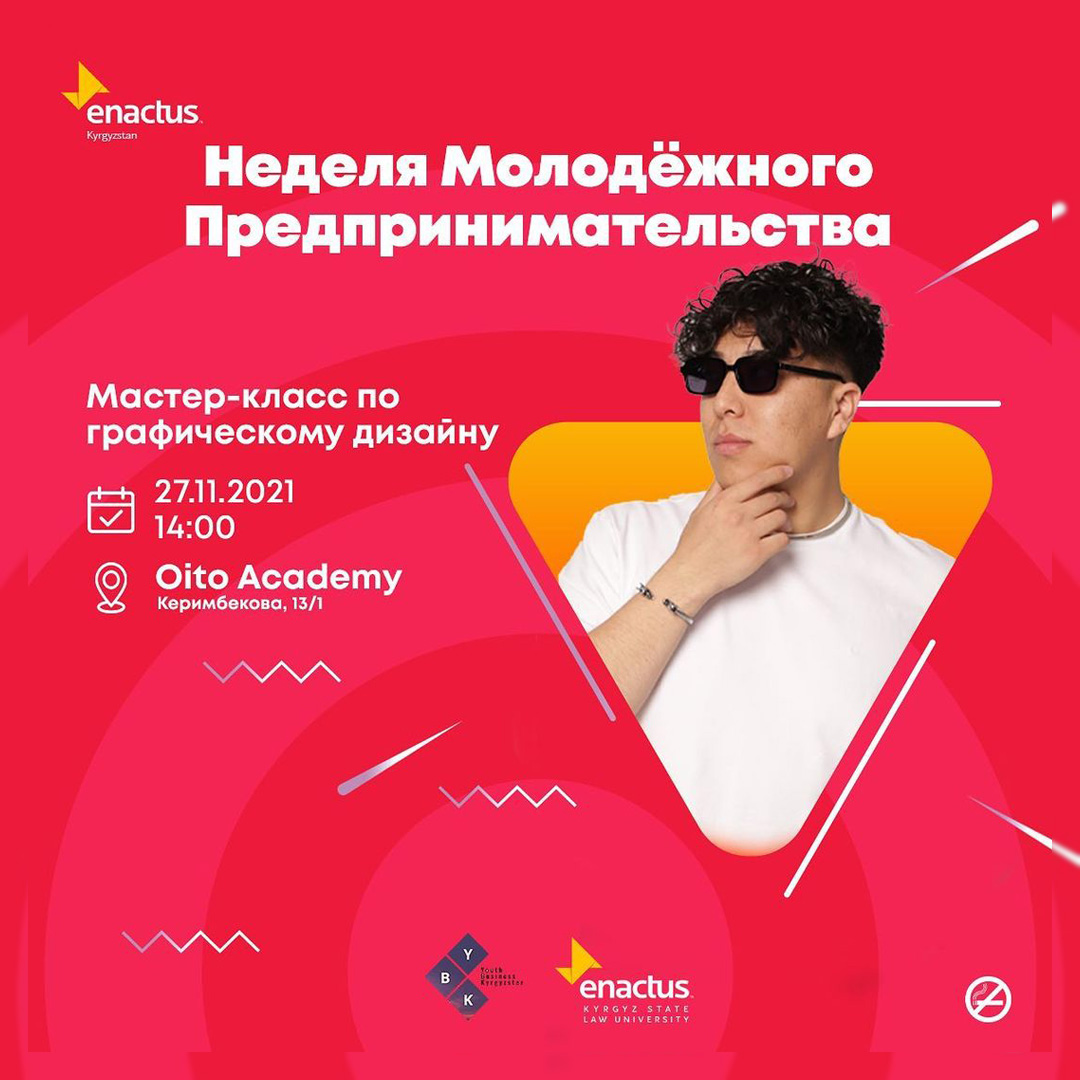 enactus
Kyrgyzstan
Неделя Молодёжного
Предпринимательства
Мастер-класс по
графическому дизайну
27.11.2021
14:00
Oito Academy
Керимбекова, 13/1
Y
B
K
Youth
Business
Kyrgyzstan
enactus
KYRGYZ STATE
LAW UNIVERSITY